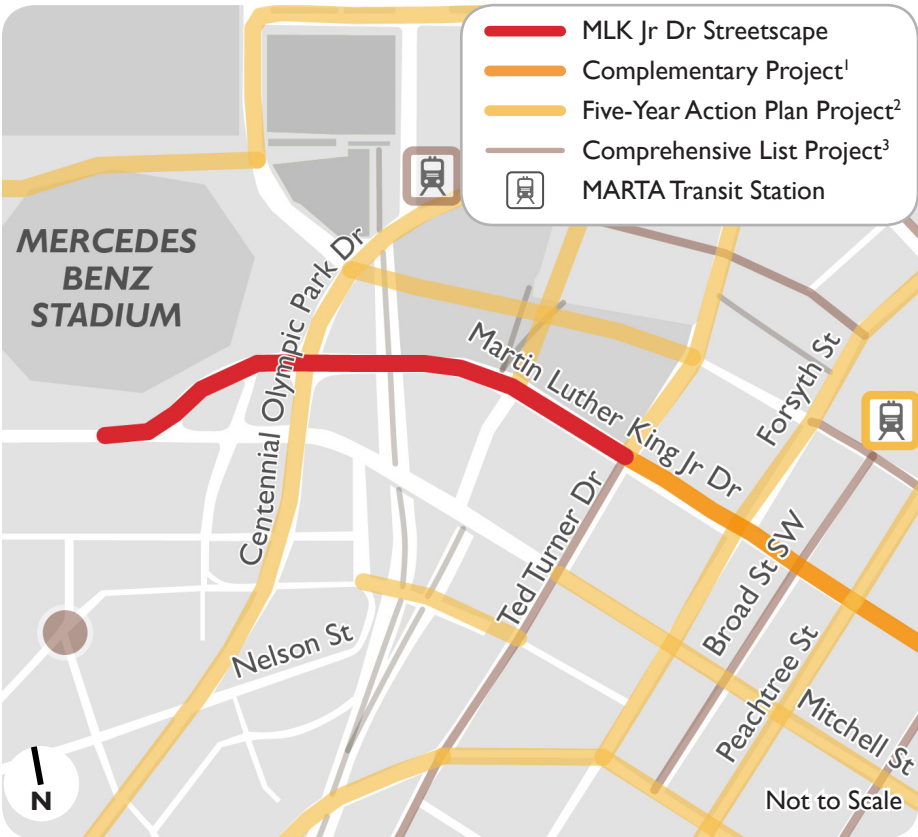 MLK Jr Dr Streetscape
Complementary Project¹
Five-Year Action Plan Project²
Comprehensive List Project³
MARTA Transit Station
MERCEDES
BENZ
STADIUM
Centennial Olympic Park Dr
Martin Luther King Jr Dr
Forsyth St
Ted Turner Dr
Broad St SW
Nelson St
Peachtree St
Mitchell St
N
Not to Scale